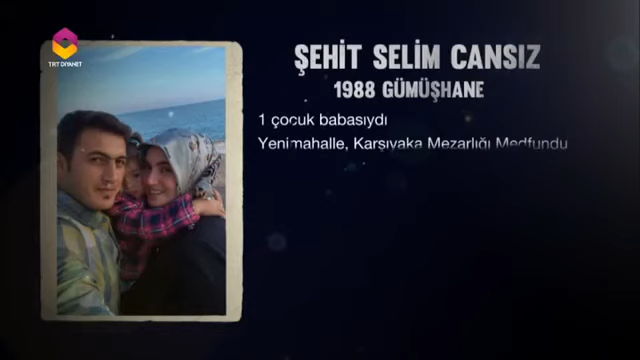 TRT DİYANET
ŞEHİT SELİM CANSIZ
1988 GÜMÜŞHANE
1 çocuk babasıydı
Yenimahalle, Karşıyaka Mezarlığı Medfundu